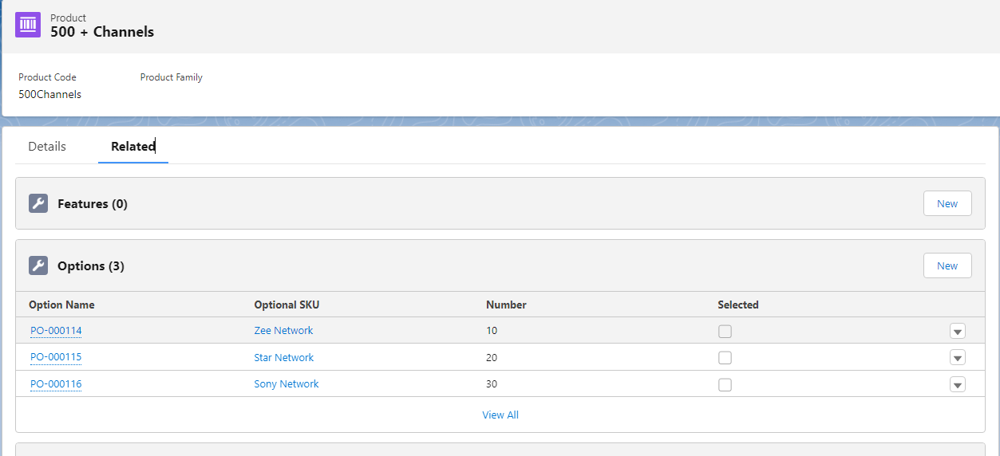 Product
500 + Channels
Product Code Product Family
500Channels
Details Related
Features (0) New
Options (3) New
Option Name Optional SKU Number Selected
PO-000114 Zee Network 10
PO-000115 Star Network 20
PO-000116 Sony Network 30
View All